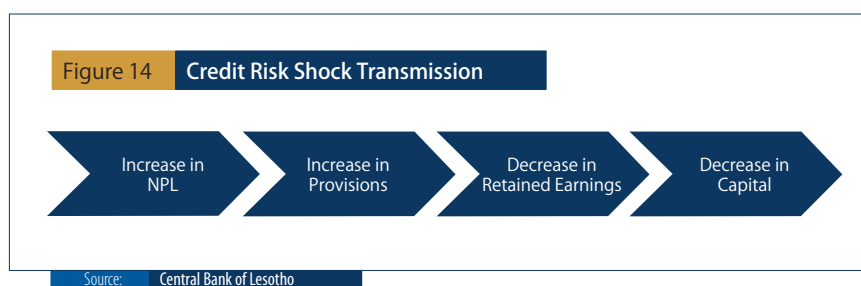 Figure 14 Credit Risk Shock Transmission
Increase in
NPL
Increase in
Provisions
Decrease in
Retained Earnings
Decrease in
Capital
Source: Central Bank of Lesotho